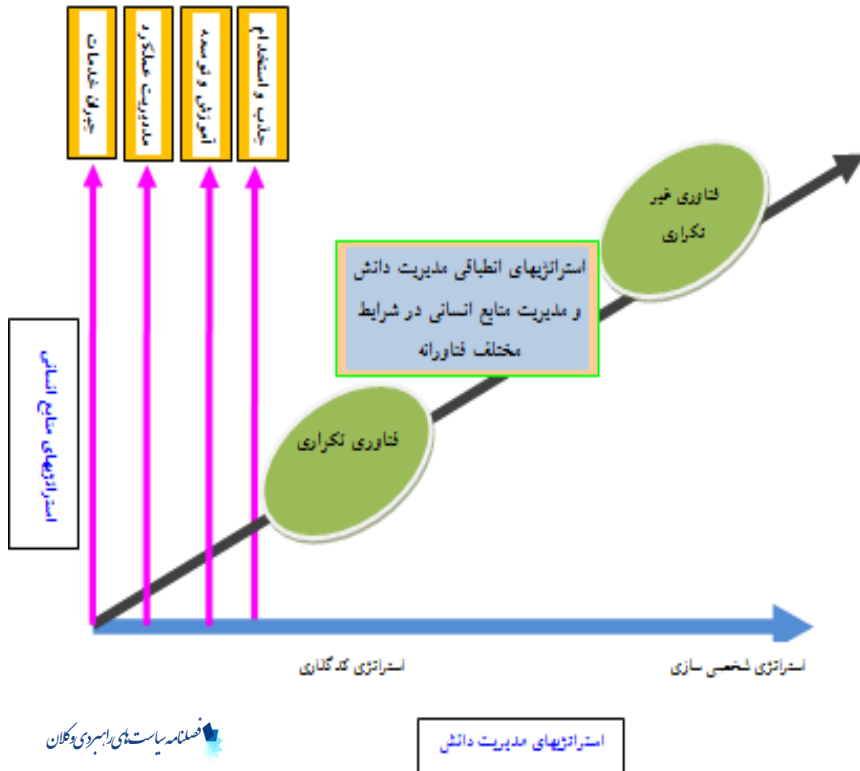 جبران خدمات
مددیریت عملکرد
آموزش و توسعه
جذب و استخدام
فناوری غیر
تکراری
استراتژیهای انطباقی مدیریت دانش
و مدیریت منابع انسانی در شرایط
مختلف فناورانه
استراتژیهای منابع انسانی
فناوری تکراری
استراتژی کدگذاری
استراتژی شخصی سازی
استراتژیهای مدیریت دانش
فصلنامه سیاست‌های راهبردی و کلان